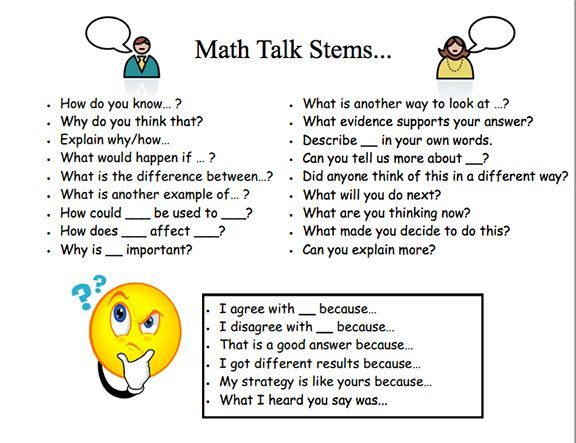 Math Talk Stems...
How do you know... ?
Why do you think that?
Explain why/how...
What would happen if ... ?
What is the difference between...?
What is another example of... ?
How could ___ be used to ___?
How does ___ affect ___?
Why is __ important?
What is another way to look at ...?
What evidence supports your answer?
Describe __ in your own words.
Can you tell us more about __?
Did anyone think of this in a different way?
What will you do next?
What are you thinking now?
What made you decide to do this?
Can you explain more?
??
I agree with __ because...
I disagree with __ because...
That is a good answer because...
I got different results because...
My strategy is like yours because...
What I heard you say was...